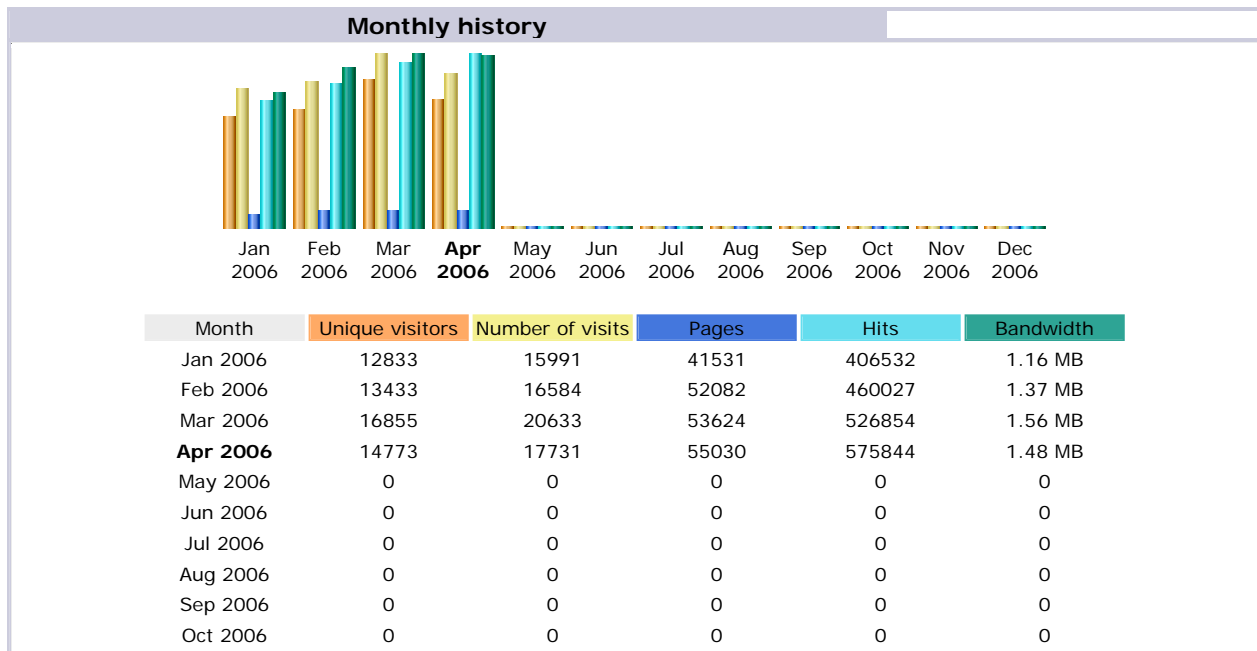 Monthly history
Jan Feb Mar Apr May Jun Jul Aug Sep Oct Nov Dec
2006 2006 2006 2006 2006 2006 2006 2006 2006 2006 2006 2006
Month Unique visitors Number of visits Pages Hits Bandwidth
Jan 2006 12833 15991 41531 406532 1.16 MB
Feb 2006 13433 16584 52082 460027 1.37 MB
Mar 2006 16855 20633 53624 526854 1.56 MB
Apr 2006 14773 17731 55030 575844 1.48 MB
May 2006 0 0 0 0 0
Jun 2006 0 0 0 0 0
Jul 2006 0 0 0 0 0
Aug 2006 0 0 0 0 0
Sep 2006 0 0 0 0 0
Oct 2006 0 0 0 0 0